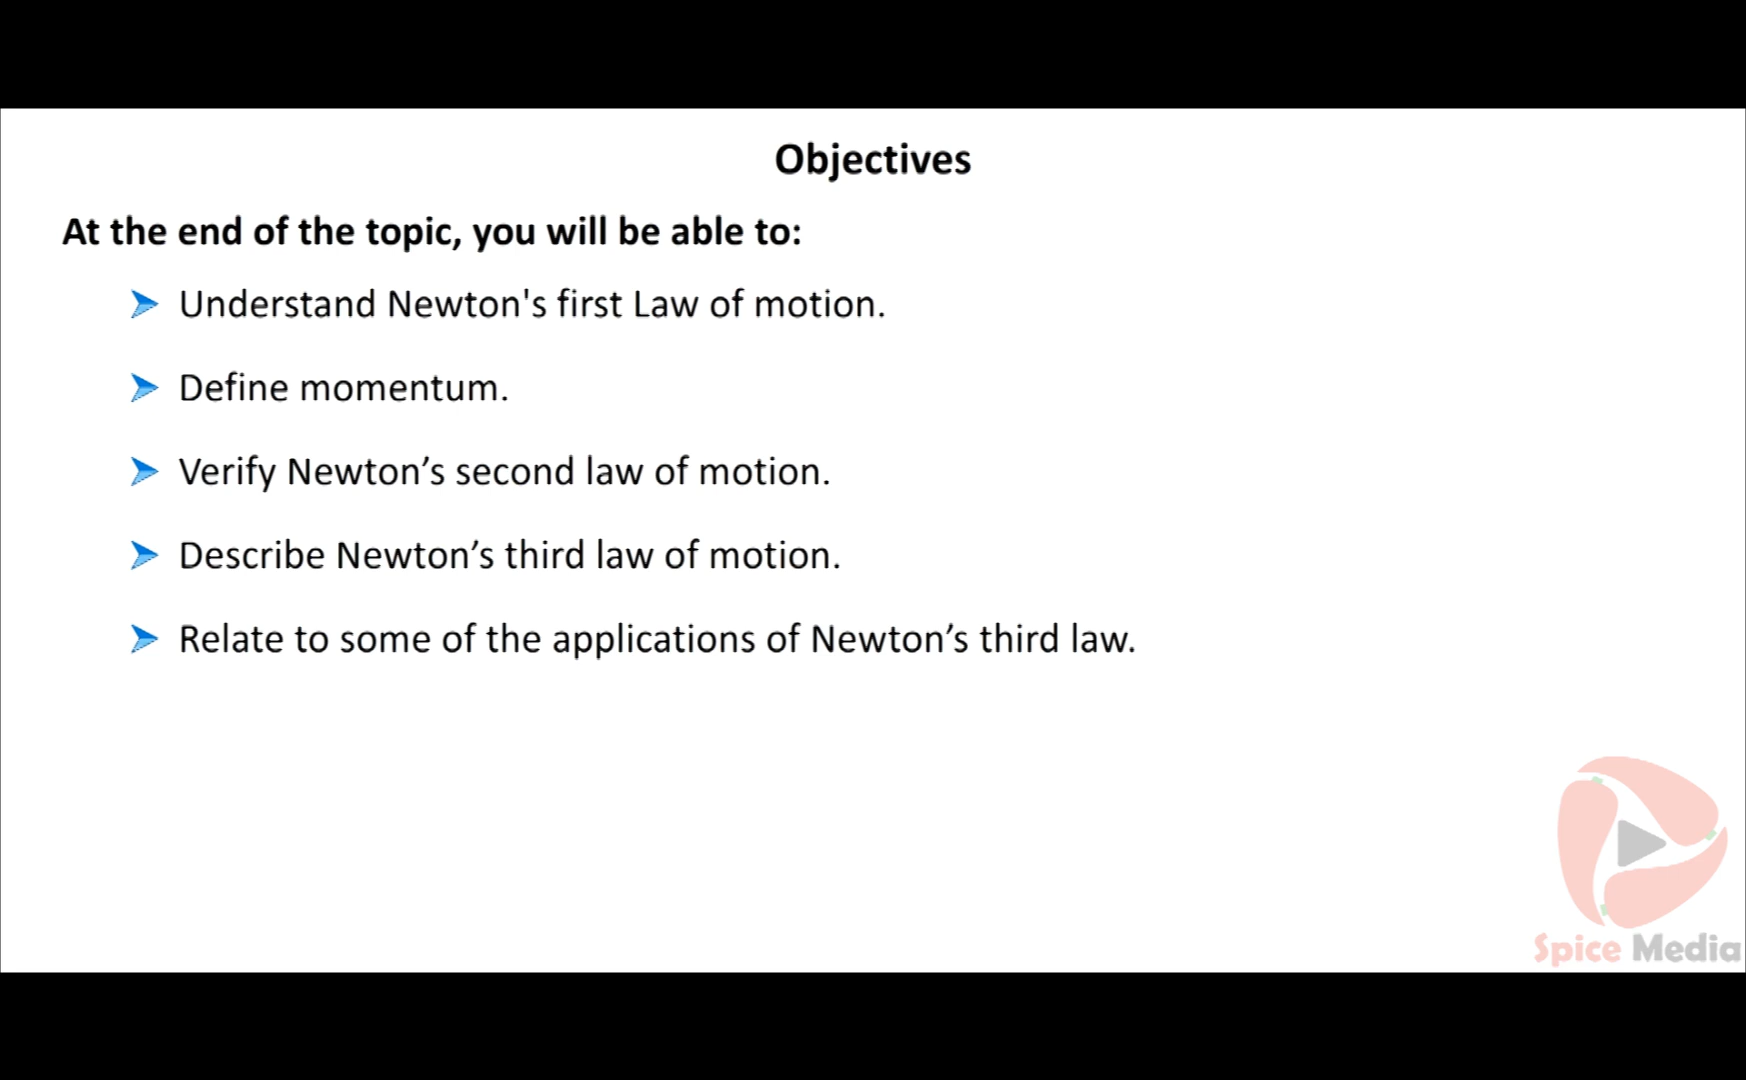 Objectives
At the end of the topic, you will be able to:
Understand Newton's first Law of motion.
Define momentum.
Verify Newton’s second law of motion.
Describe Newton’s third law of motion.
Relate to some of the applications of Newton’s third law.
Spice Media